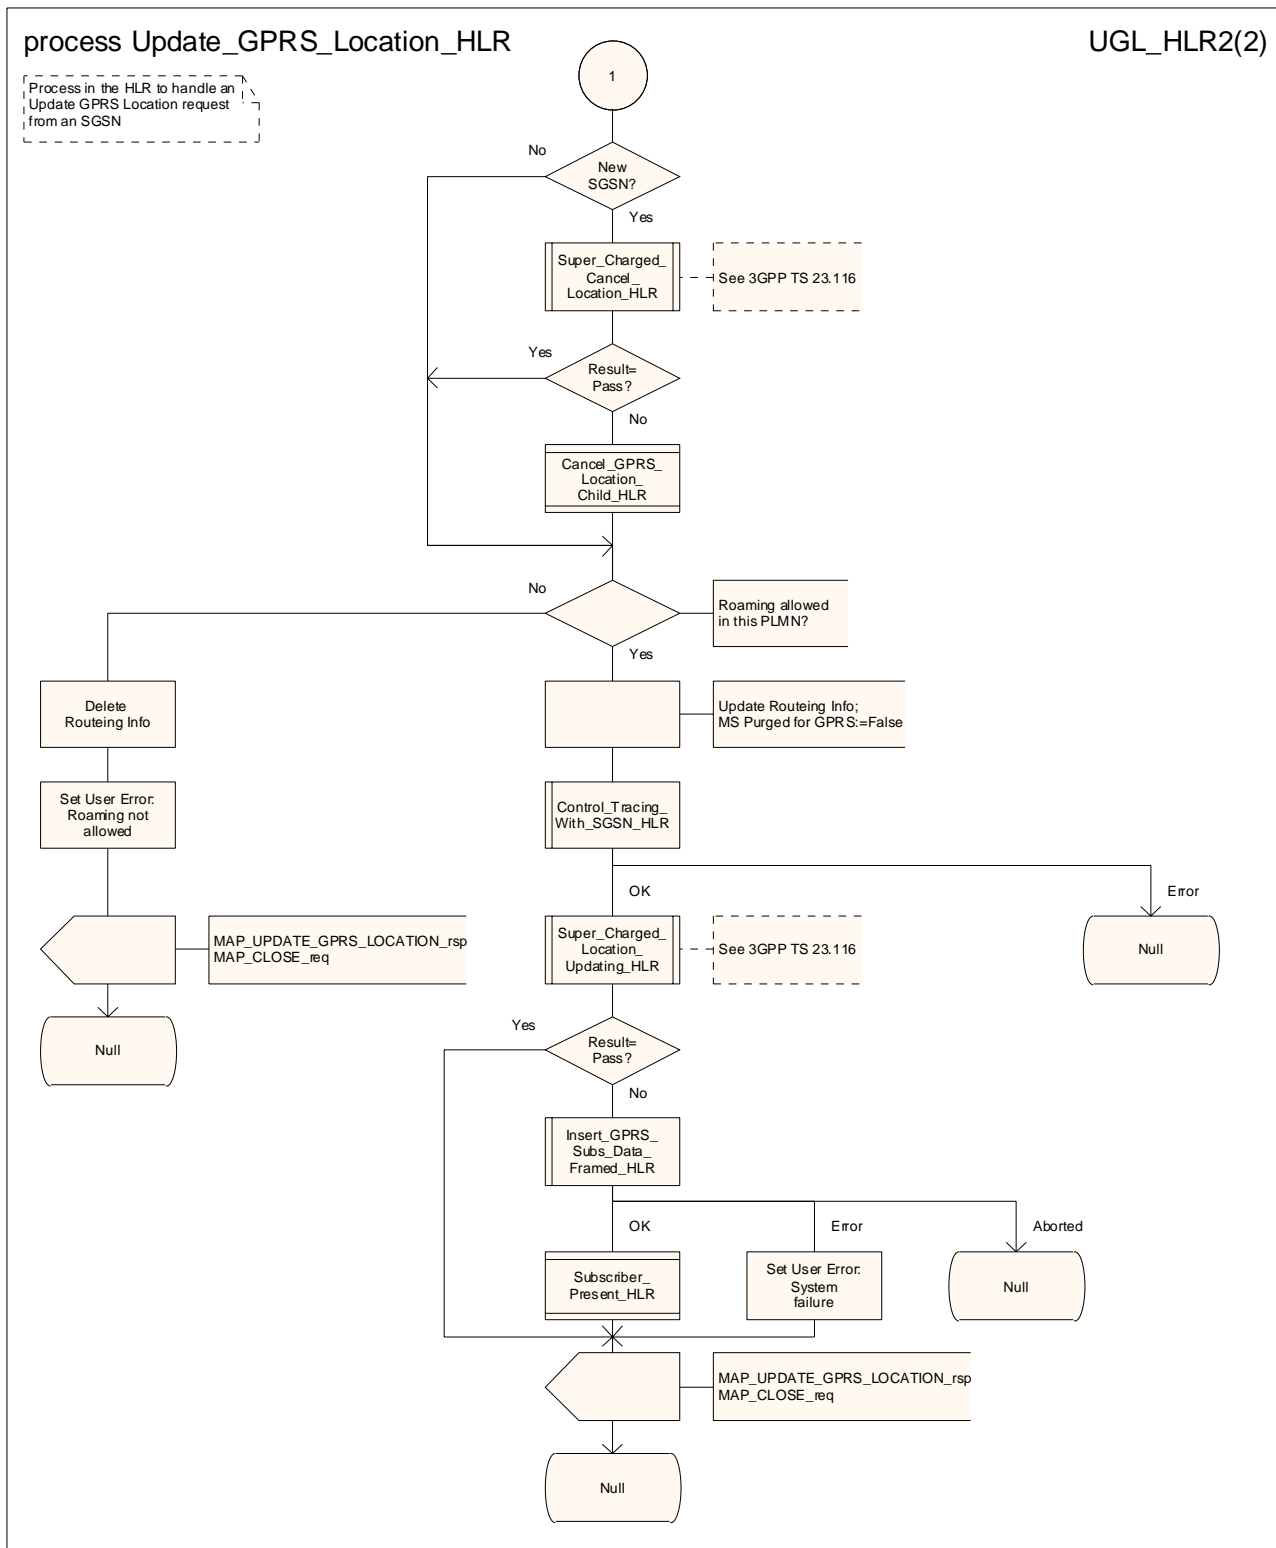 process Update_GPRS_Location_HLR
UGL_HLR2(2)
Process in the HLR to handle an
Update GPRS Location request
from an SGSN
1
No
New
SGSN?
Yes
Super_Charged_
Cancel_
Location_HLR
See 3GPP TS 23.116
Yes
Result=
Pass?
No
Cancel_GPRS_
Location_
Child_HLR
No
Roaming allowed
in this PLMN?
Yes
Delete
Routeing Info
Update Routeing Info;
MS Purged for GPRS:=False
Set User Error:
Roaming not
allowed
Control_Tracing_
With_SGSN_HLR
OK
Error
MAP_UPDATE_GPRS_LOCATION_rsp
MAP_CLOSE_req
Super_Charged_
Location_
Updating_HLR
See 3GPP TS 23.116
Null
Null
Yes
Result=
Pass?
No
Insert_GPRS_
Subs_Data_
Framed_HLR
OK
Error
Aborted
Subscriber_
Present_HLR
Set User Error:
System
failure
Null
MAP_UPDATE_GPRS_LOCATION_rsp
MAP_CLOSE_req
Null